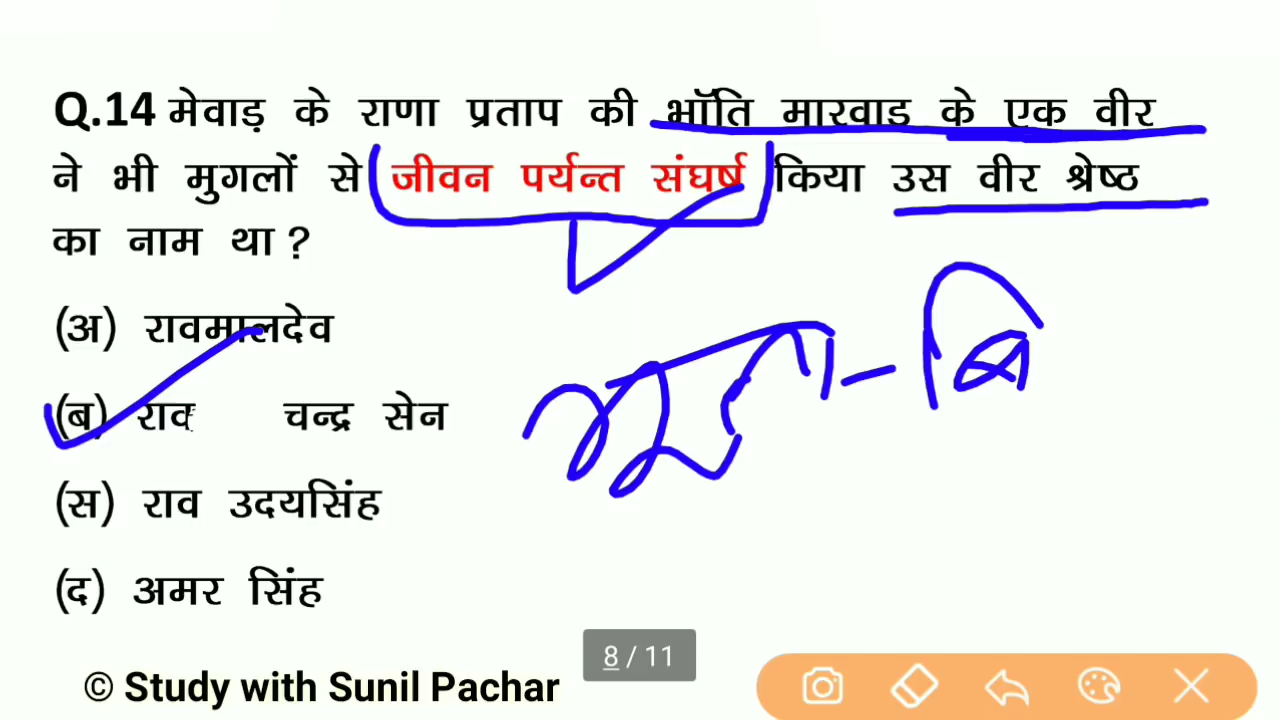 Q.14 मेवाड़ के राणा प्रताप की भाॅति मारवाड के एक वीर
ने भी मुगलों से जीवन पर्यन्त संघर्ष किया उस वीर श्रेष्ठ
का नाम था ?
(अ) रावमालदेव
(ब) राव चन्द्र सेन
(स) राव उदयसिंह
(द) अमर सिंह
© Study with Sunil Pachar
8 / 11